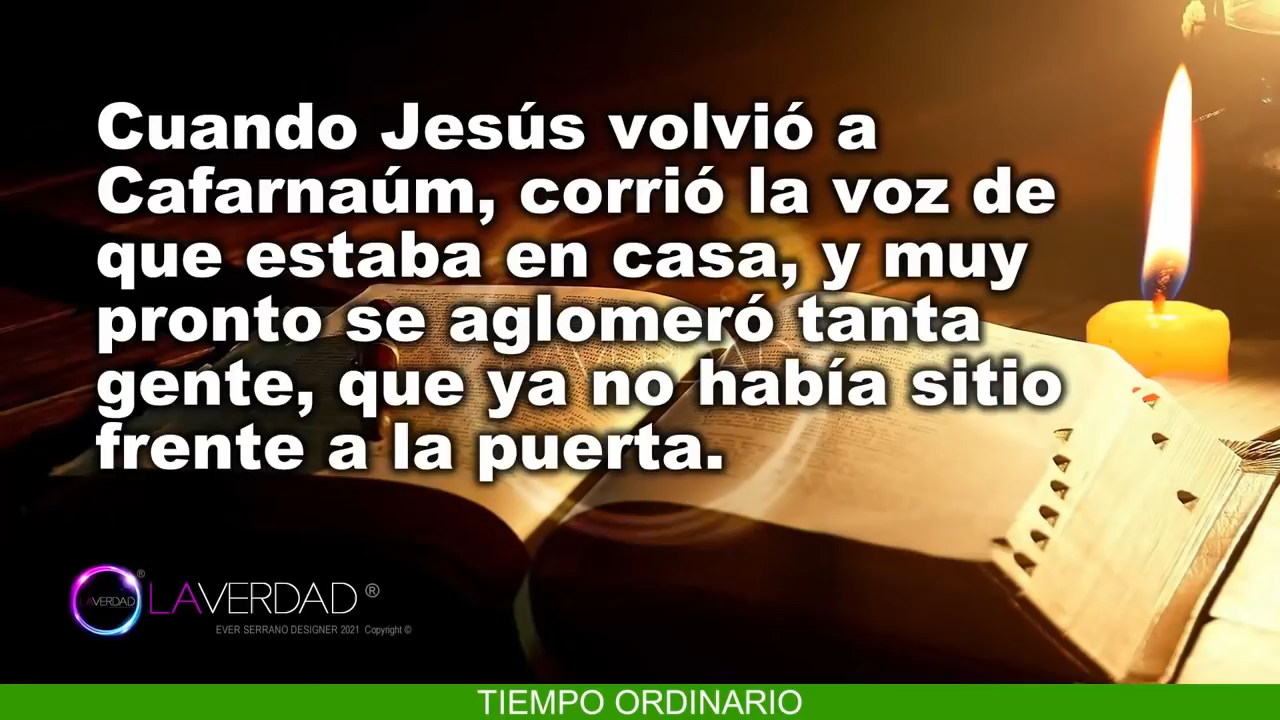 Cuando Jesús volvió a
Cafarnaúm, corrió la voz de
que estaba en casa, y muy
pronto se aglomeró tanta
gente, que ya no había sitio
frente a la puerta.
LAVERDAD ®
LAVERDAD ®
EVER SERRANO DESIGNER 2021 Copyright ©
TIEMPO ORDINARIO